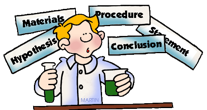 Materials
Procedure
Hypothesis
Statement
Conclusion